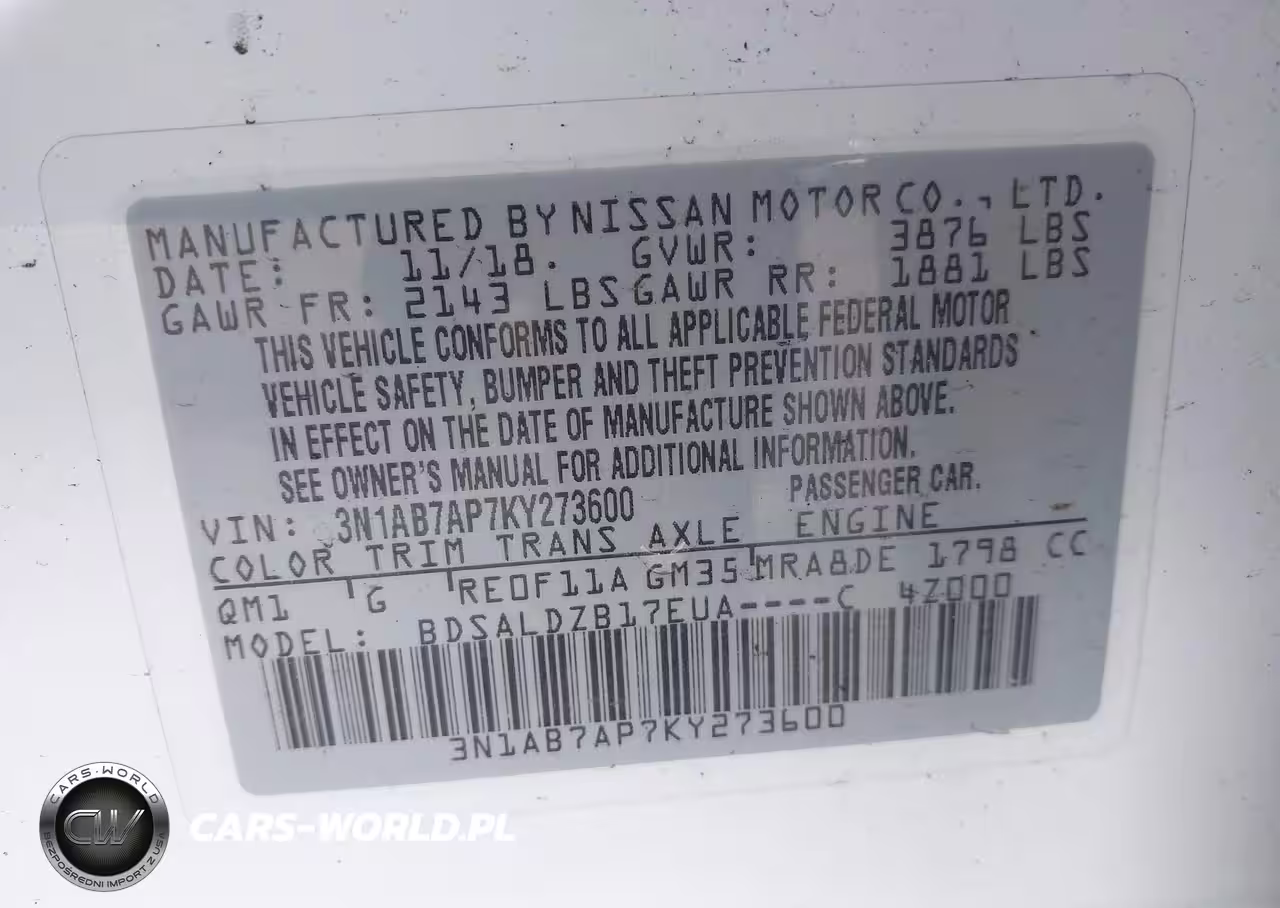 MANUFACTURED BY NISSAN MOTOR CO., LTD.
DATE: 11/18. GVWR: 3876 LBS
GAWR FR: 2143 LBS GAWR RR: 1881 LBS
THIS VEHICLE CONFORMS TO ALL APPLICABLE FEDERAL MOTOR
VEHICLE SAFETY, BUMPER AND THEFT PREVENTION STANDARDS
IN EFFECT ON THE DATE OF MANUFACTURE SHOWN ABOVE.
SEE OWNER'S MANUAL FOR ADDITIONAL INFORMATION.
VIN: 3N1AB7AP7KY273600 PASSENGER CAR.
COLOR TRIM TRANS AXLE ENGINE
QM1 G RE0F11A GM35 MRA8DE 1798 CC
MODEL: BDSALDZB17EUA----C 4Z000
3N1AB7AP7KY273600
CARS-WORLD
CW
BEZPOŚREDNI IMPORT Z USA
CARS-WORLD.PL